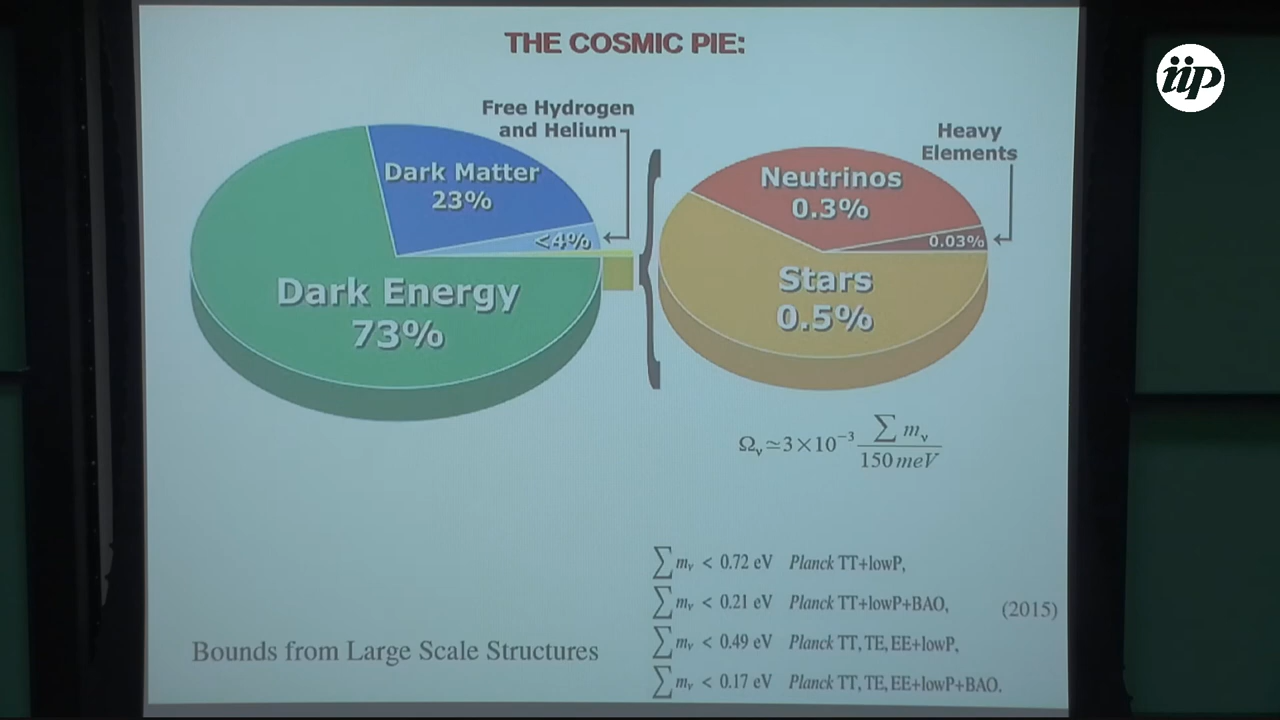 THE COSMIC PIE:
iip
Free Hydrogen
and Helium
Dark Matter
23%
<4%
Dark Energy
73%
Heavy
Elements
Neutrinos
0.3%
0.03%
Stars
0.5%
Ων≃3×10⁻³ ∑mν / 150 meV
∑mν < 0.72 eV Planck TT+lowP,
∑mν < 0.21 eV Planck TT+lowP+BAO,
(2015)
∑mν < 0.49 eV Planck TT, TE, EE+lowP,
∑mν < 0.17 eV Planck TT, TE, EE+lowP+BAO.
Bounds from Large Scale Structures